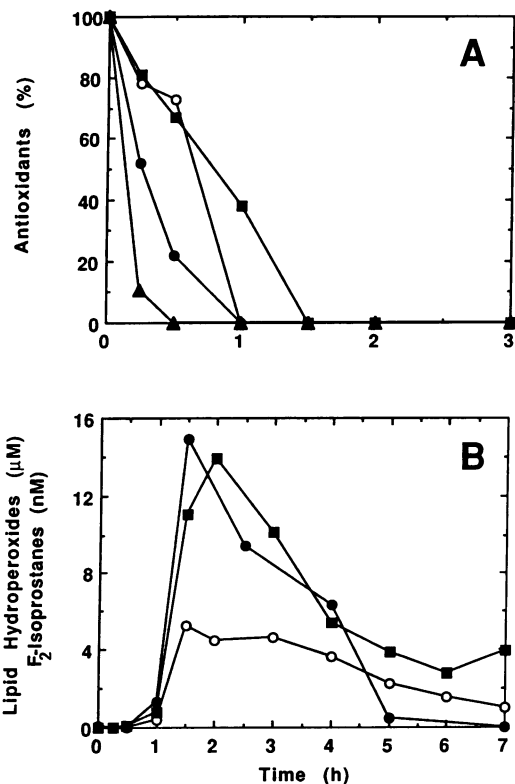 A
Antioxidants (%)
100
80
60
40
20
0
0 1 2 3
B
Lipid Hydroperoxides (μM)
F2-Isoprostanes (nM)
16
12
8
4
0
0 1 2 3 4 5 6 7
Time (h)